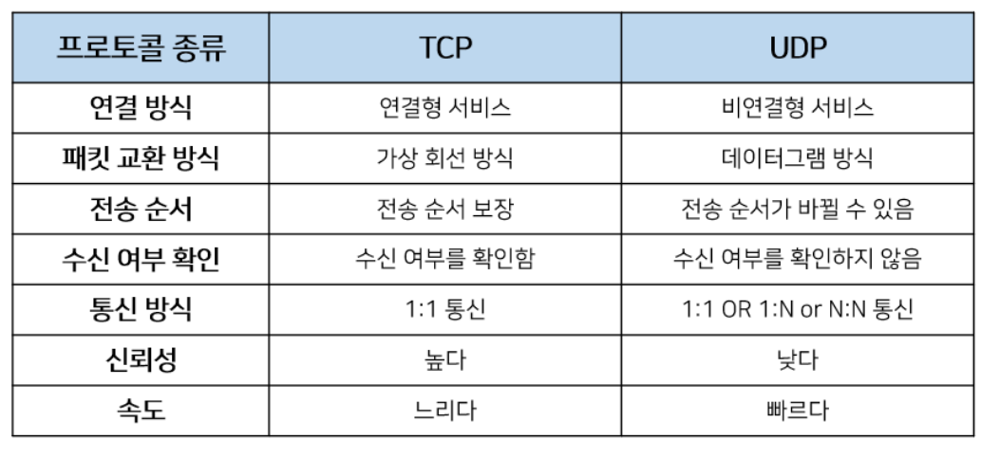 프로토콜 종류 TCP UDP
연결 방식 연결형 서비스 비연결형 서비스
패킷 교환 방식 가상 회선 방식 데이터그램 방식
전송 순서 전송 순서 보장 전송 순서가 바뀔 수 있음
수신 여부 확인 수신 여부를 확인함 수신 여부를 확인하지 않음
통신 방식 1:1 통신 1:1 OR 1:N or N:N 통신
신뢰성 높다 낮다
속도 느리다 빠르다